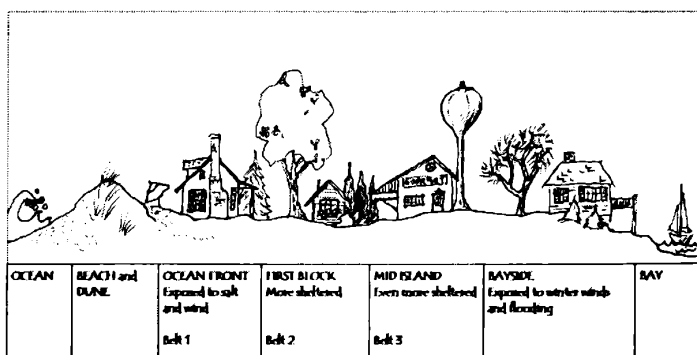 OCEAN
BEACH and
DUNE
OCEAN FRONT
Exposed to salt
and wind
Belt 1
FIRST BLOCK
More sheltered
Belt 2
MID ISLAND
Even more sheltered
Belt 3
BAYSIDE
Exposed to winter winds
and flooding
BAY